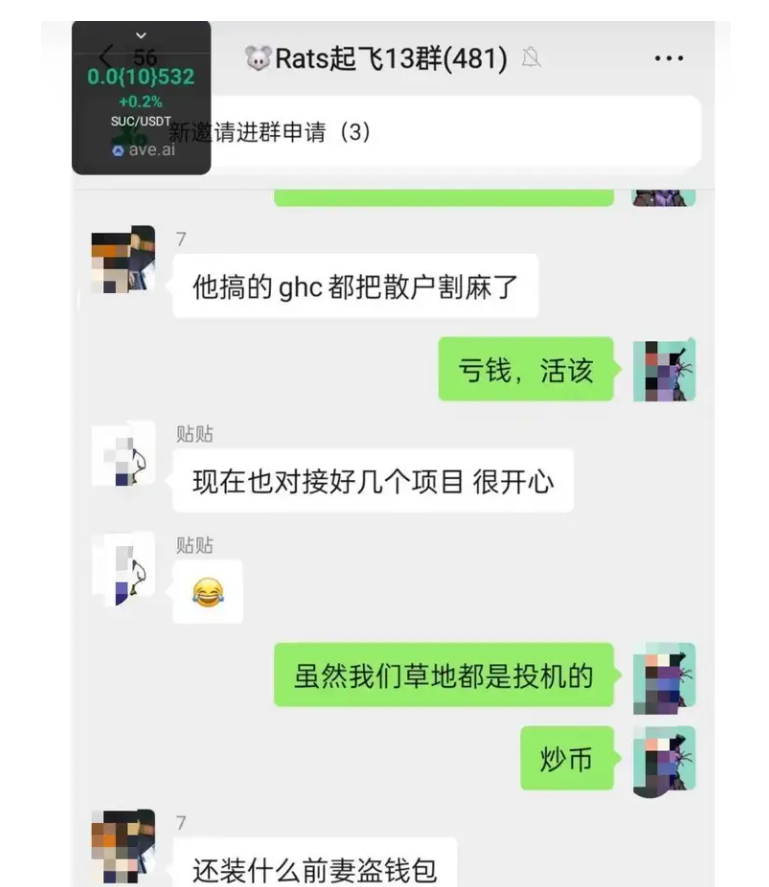 56
🐭Rats起飞13群(481)
0.0{10}532
+0.2%
SUC/USDT
ave.ai
新邀请进群申请（3）
7
他搞的 ghc 都把散户割麻了
亏钱，活该
贴贴
现在也对接好几个项目 很开心
贴贴
😂
虽然我们草地都是投机的
炒币
7
还装什么前妻盗钱包